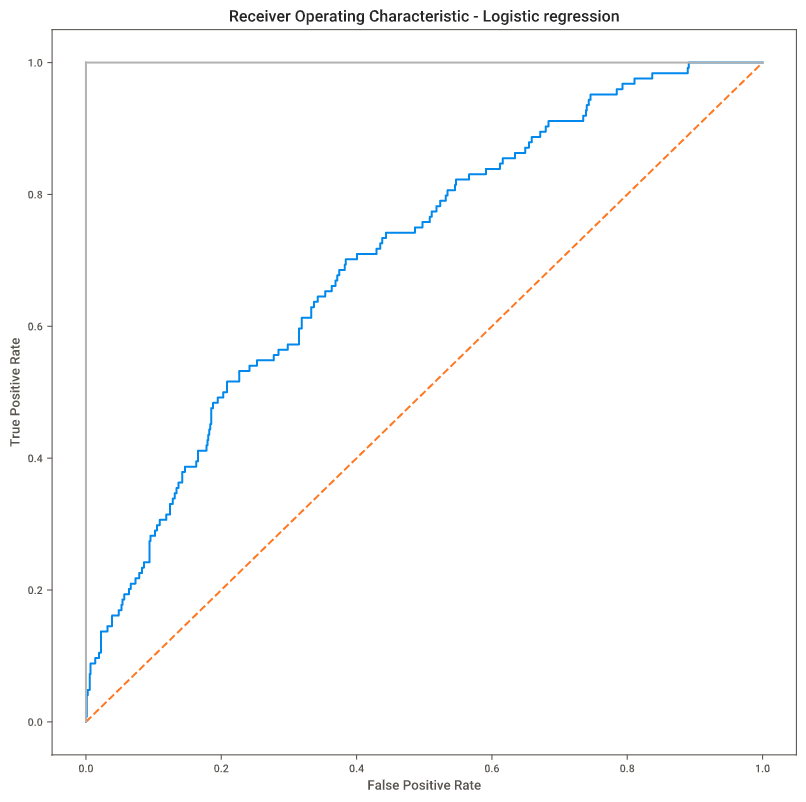 Receiver Operating Characteristic - Logistic regression
1.0
0.8
0.6
0.4
0.2
0.0
True Positive Rate
0.0 0.2 0.4 0.6 0.8 1.0
False Positive Rate